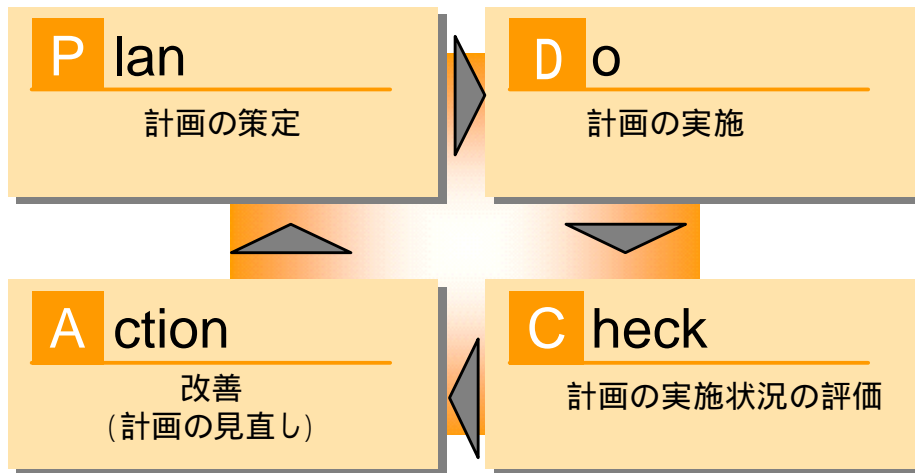 Plan
計画の策定
Do
計画の実施
Check
計画の実施状況の評価
Action
改善
(計画の見直し)